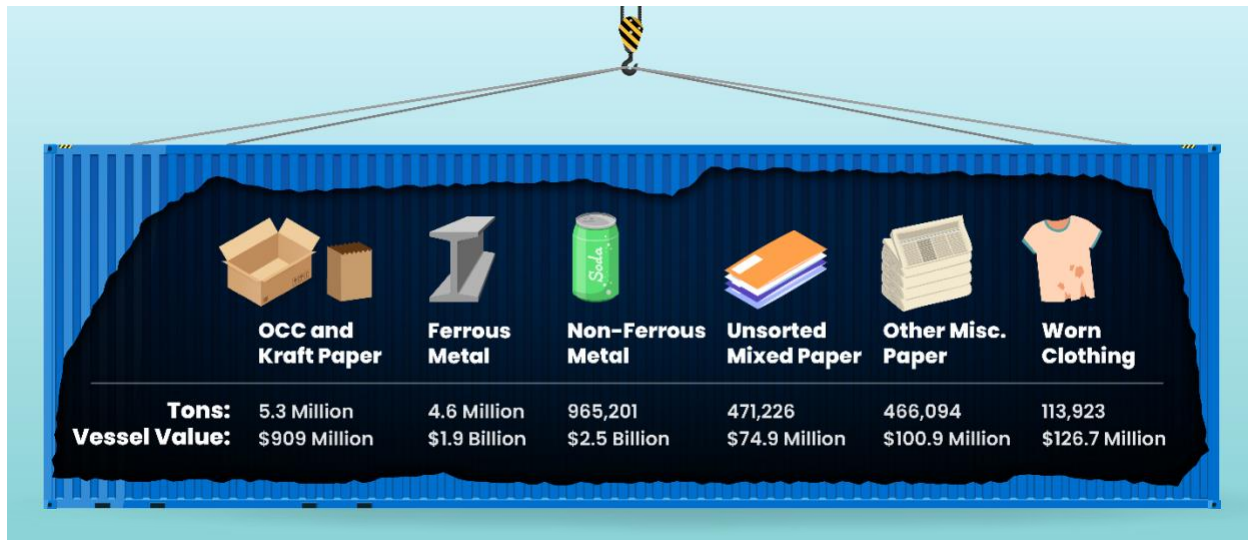 Soda
OCC and
Kraft Paper
Ferrous
Metal
Non-Ferrous
Metal
Unsorted
Mixed Paper
Other Misc.
Paper
Worn
Clothing
Tons: 5.3 Million 4.6 Million 965,201 471,226 466,094 113,923
Vessel Value: $909 Million $1.9 Billion $2.5 Billion $74.9 Million $100.9 Million $126.7 Million